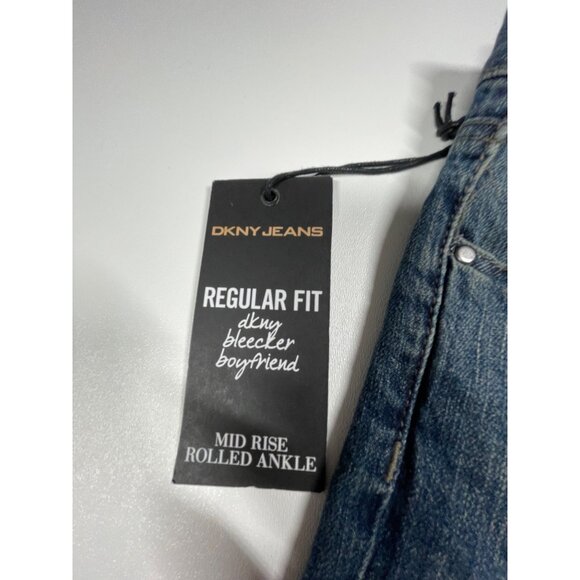 DKNY JEANS
REGULAR FIT
dkny
bleecker
boyfriend
MID RISE
ROLLED ANKLE